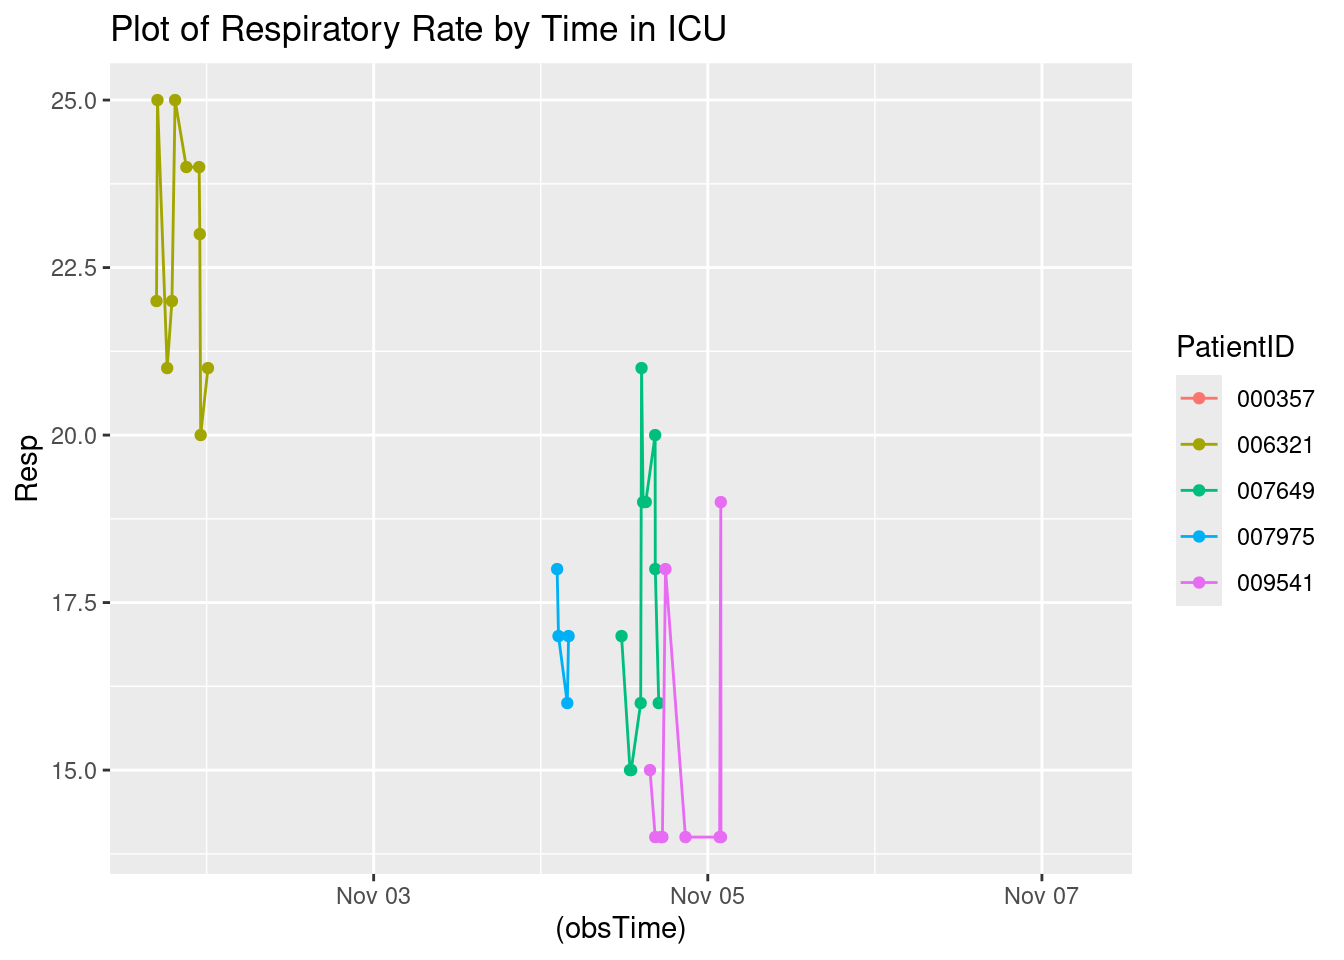 Plot of Respiratory Rate by Time in ICU
25.0
22.5
20.0
17.5
15.0
Resp
Nov 03 Nov 05 Nov 07
(obsTime)
PatientID
000357
006321
007649
007975
009541